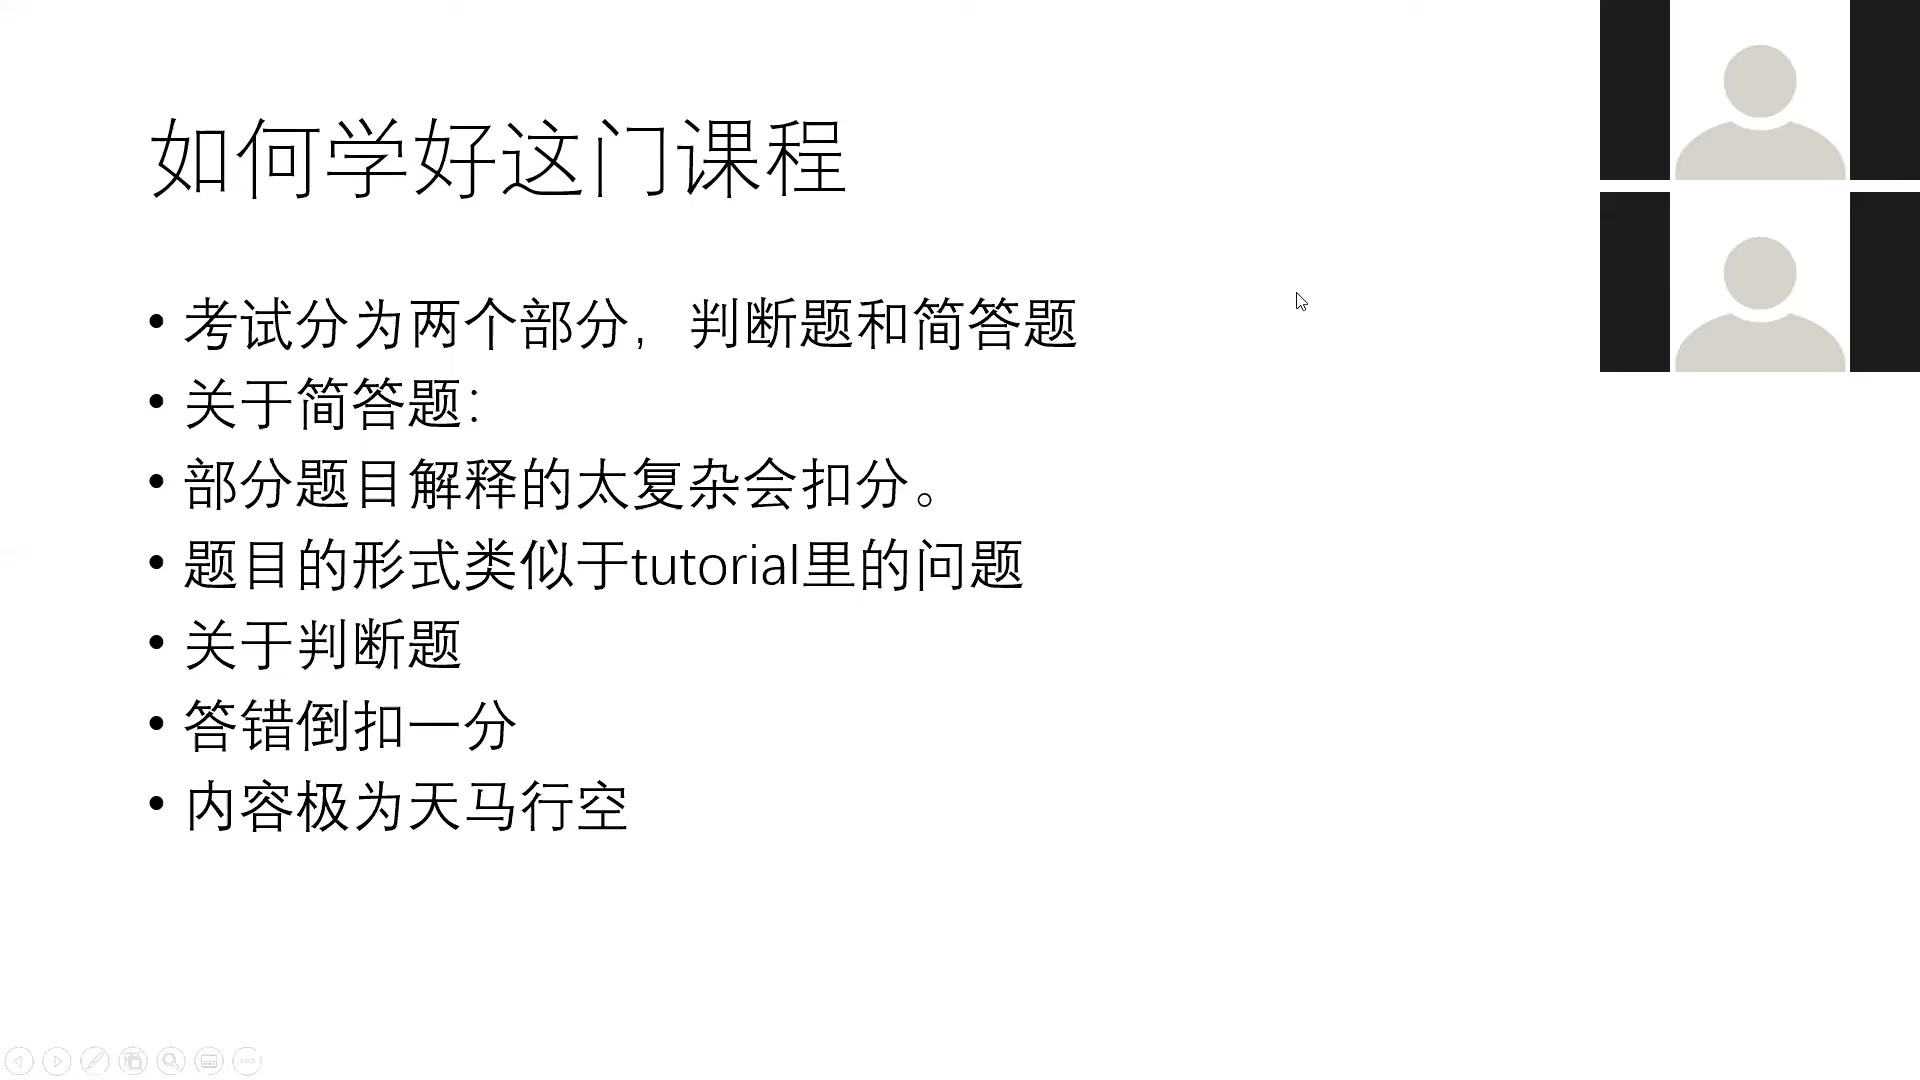 如何学好这门课程
• 考试分为两个部分，判断题和简答题
• 关于简答题：
• 部分题目解释的太复杂会扣分。
• 题目的形式类似于tutorial里的问题
• 关于判断题
• 答错倒扣一分
• 内容极为天马行空